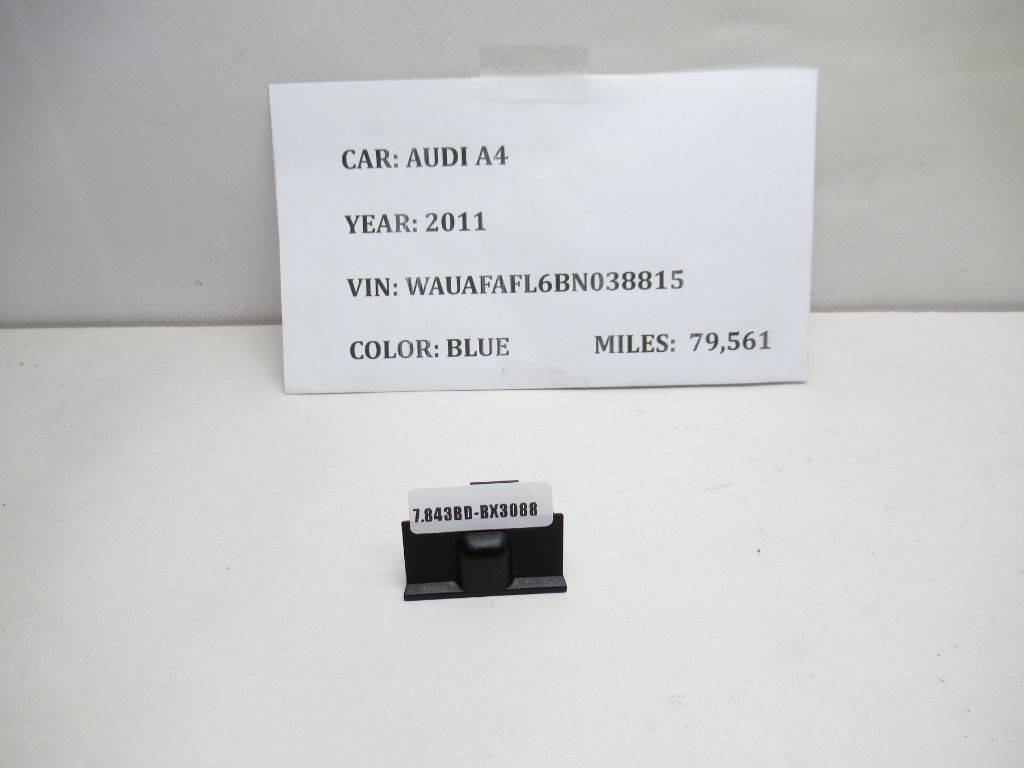 CAR: AUDI A4
YEAR: 2011
VIN: WAUAFAFL6BN038815
COLOR: BLUE MILES: 79,561
7.843BD-BX3088